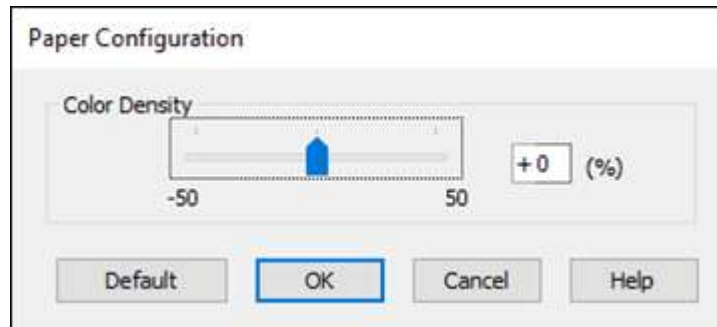 Paper Configuration
Color Density
+0 (%)
-50 50
Default OK Cancel Help